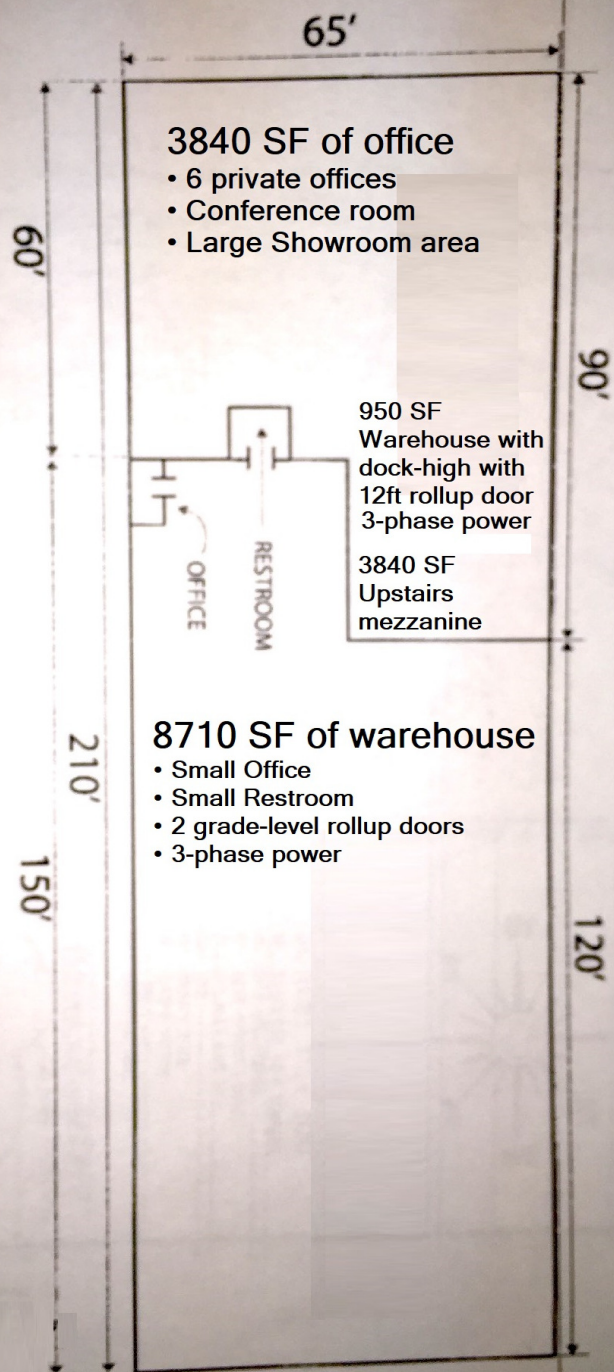 65'
3840 SF of office
• 6 private offices
• Conference room
• Large Showroom area
60'
90'
950 SF
Warehouse with
dock-high with
12ft rollup door
3-phase power
3840 SF
Upstairs
mezzanine
RESTROOM
OFFICE
8710 SF of warehouse
• Small Office
• Small Restroom
• 2 grade-level rollup doors
• 3-phase power
210'
150'
120'